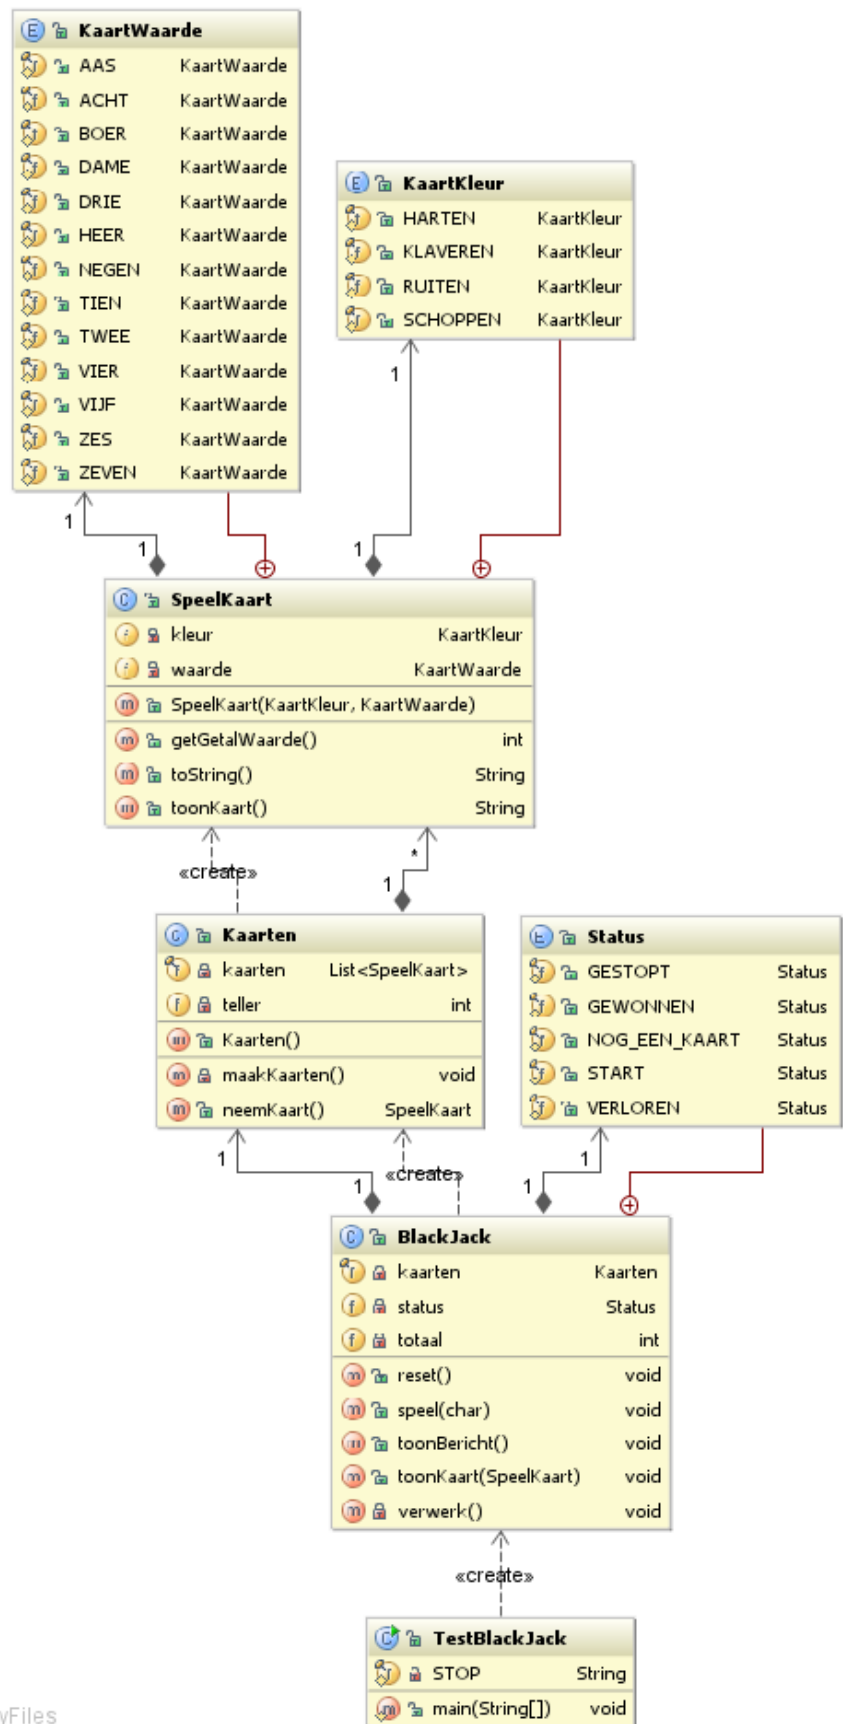 KaartWaarde
AAS KaartWaarde
ACHT KaartWaarde
BOER KaartWaarde
DAME KaartWaarde
DRIE KaartWaarde
HEER KaartWaarde
NEGEN KaartWaarde
TIEN KaartWaarde
TWEE KaartWaarde
VIER KaartWaarde
VIJF KaartWaarde
ZES KaartWaarde
ZEVEN KaartWaarde
KaartKleur
HARTEN KaartKleur
KLAVEREN KaartKleur
RUITEN KaartKleur
SCHOPPEN KaartKleur
1
1
1
1
SpeelKaart
kleur KaartKleur
waarde KaartWaarde
SpeelKaart(KaartKleur, KaartWaarde)
getGetalWaarde() int
toString() String
toonKaart() String
«create»
*
1
Kaarten
kaarten List<SpeelKaart>
teller int
Kaarten()
maakKaarten() void
neemKaart() SpeelKaart
Status
GESTOPT Status
GEWONNEN Status
NOG_EEN_KAART Status
START Status
VERLOREN Status
1
«create»
1
1
1
BlackJack
kaarten Kaarten
status Status
totaal int
reset() void
speel(char) void
toonBericht() void
toonKaart(SpeelKaart) void
verwerk() void
«create»
TestBlackJack
STOP String
main(String[]) void